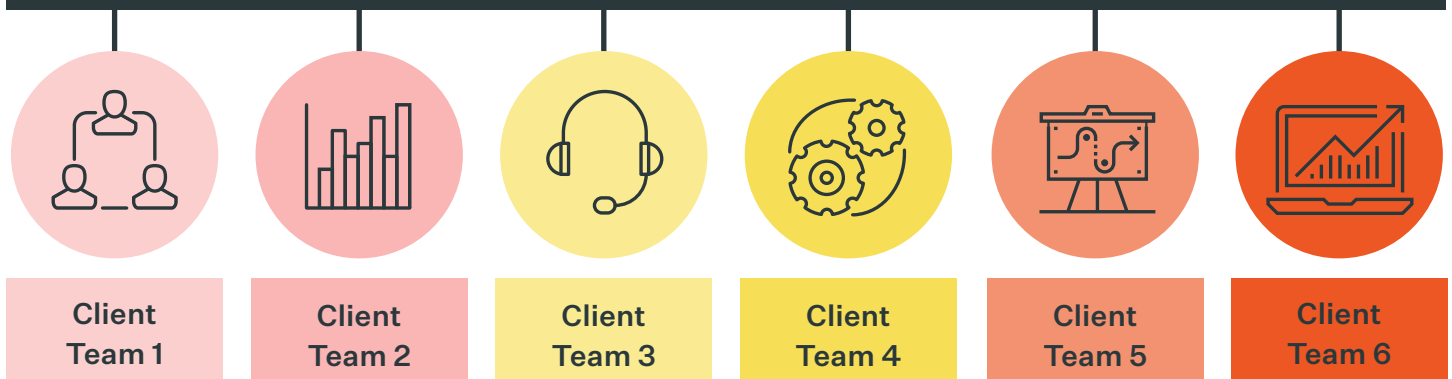 Client
Team 1
Client
Team 2
Client
Team 3
Client
Team 4
Client
Team 5
Client
Team 6